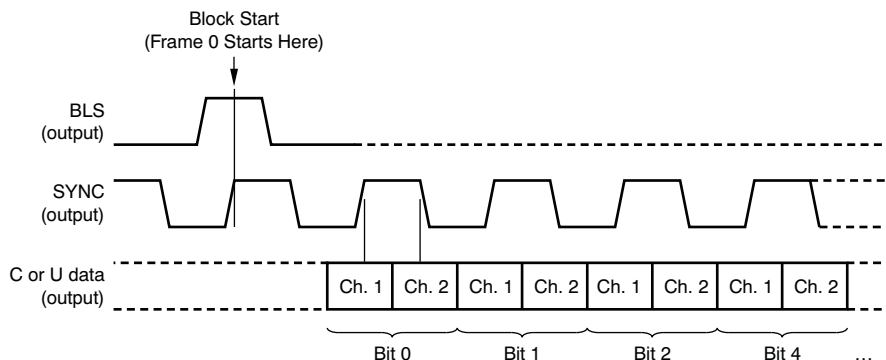 Block Start
(Frame 0 Starts Here)
BLS
(output)
SYNC
(output)
C or U data
(output)
Ch. 1 Ch. 2 Ch. 1 Ch. 2 Ch. 1 Ch. 2 Ch. 1 Ch. 2
Bit 0 Bit 1 Bit 2 Bit 4 ...